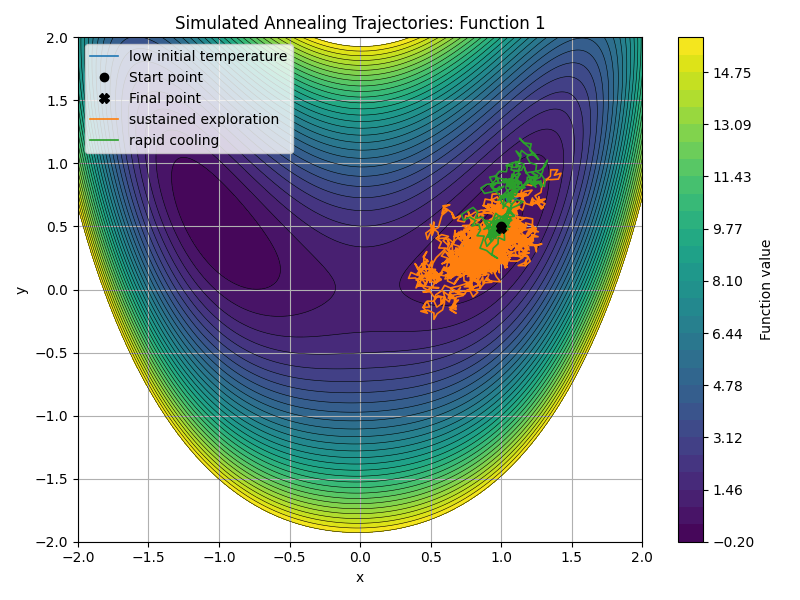 Simulated Annealing Trajectories: Function 1
low initial temperature
Start point
Final point
sustained exploration
rapid cooling
2.0
1.5
1.0
0.5
0.0
−0.5
−1.0
−1.5
−2.0
y
−2.0 −1.5 −1.0 −0.5 0.0 0.5 1.0 1.5 2.0
x
14.75
13.09
11.43
9.77
8.10
6.44
4.78
3.12
1.46
−0.20
Function value